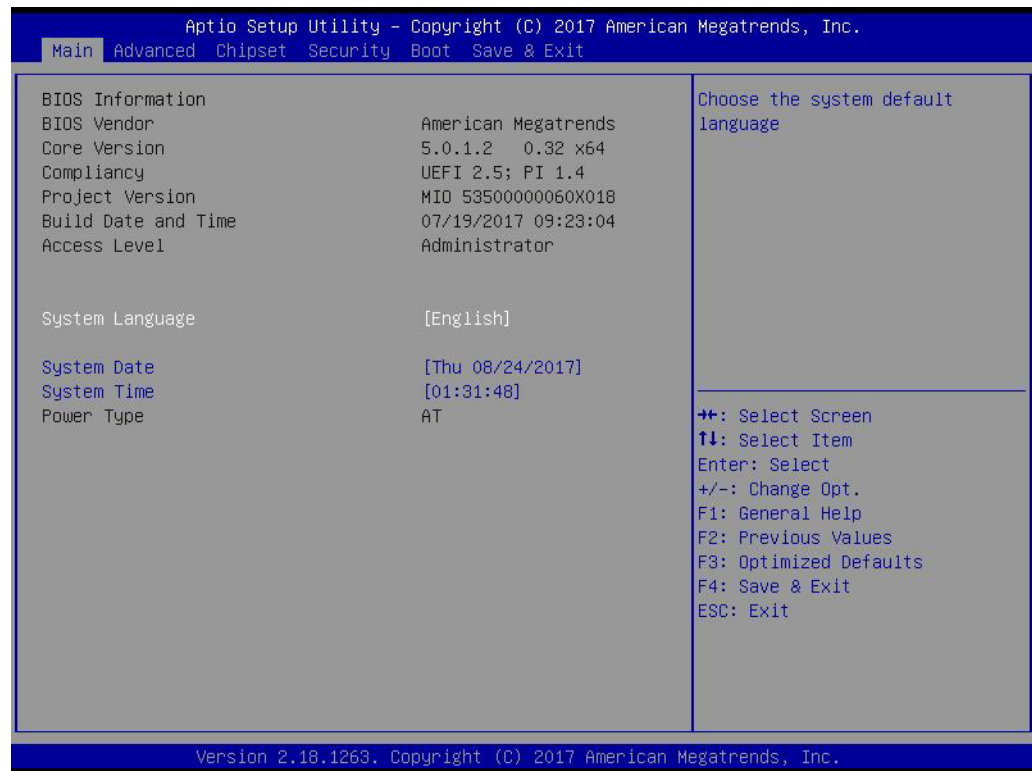 Aptio Setup Utility – Copyright (C) 2017 American Megatrends, Inc.
Main Advanced Chipset Security Boot Save & Exit
BIOS Information
BIOS Vendor American Megatrends
Core Version 5.0.1.2 0.32 x64
Compliancy UEFI 2.5; PI 1.4
Project Version MIO 53500000060X018
Build Date and Time 07/19/2017 09:23:04
Access Level Administrator
System Language [English]
System Date [Thu 08/24/2017]
System Time [01:31:48]
Power Type AT
Choose the system default
language
→←: Select Screen
↑↓: Select Item
Enter: Select
+/-: Change Opt.
F1: General Help
F2: Previous Values
F3: Optimized Defaults
F4: Save & Exit
ESC: Exit
Version 2.18.1263. Copyright (C) 2017 American Megatrends, Inc.